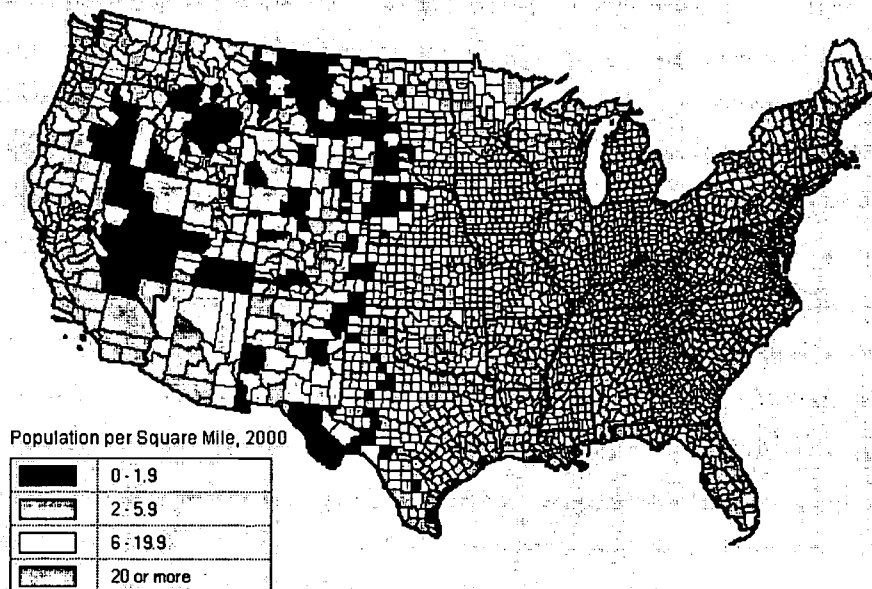 Population per Square Mile, 2000
0 - 1.9
2 - 5.9
6 - 19.9
20 or more